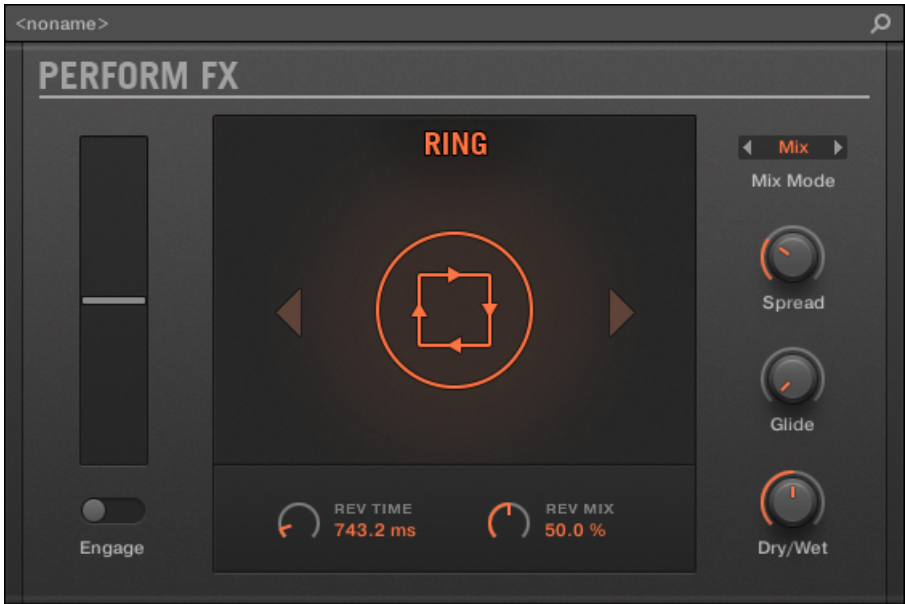 <noname>
PERFORM FX
RING
Mix
Mix Mode
Spread
Glide
Engage
REV TIME
743.2 ms
REV MIX
50.0 %
Dry/Wet